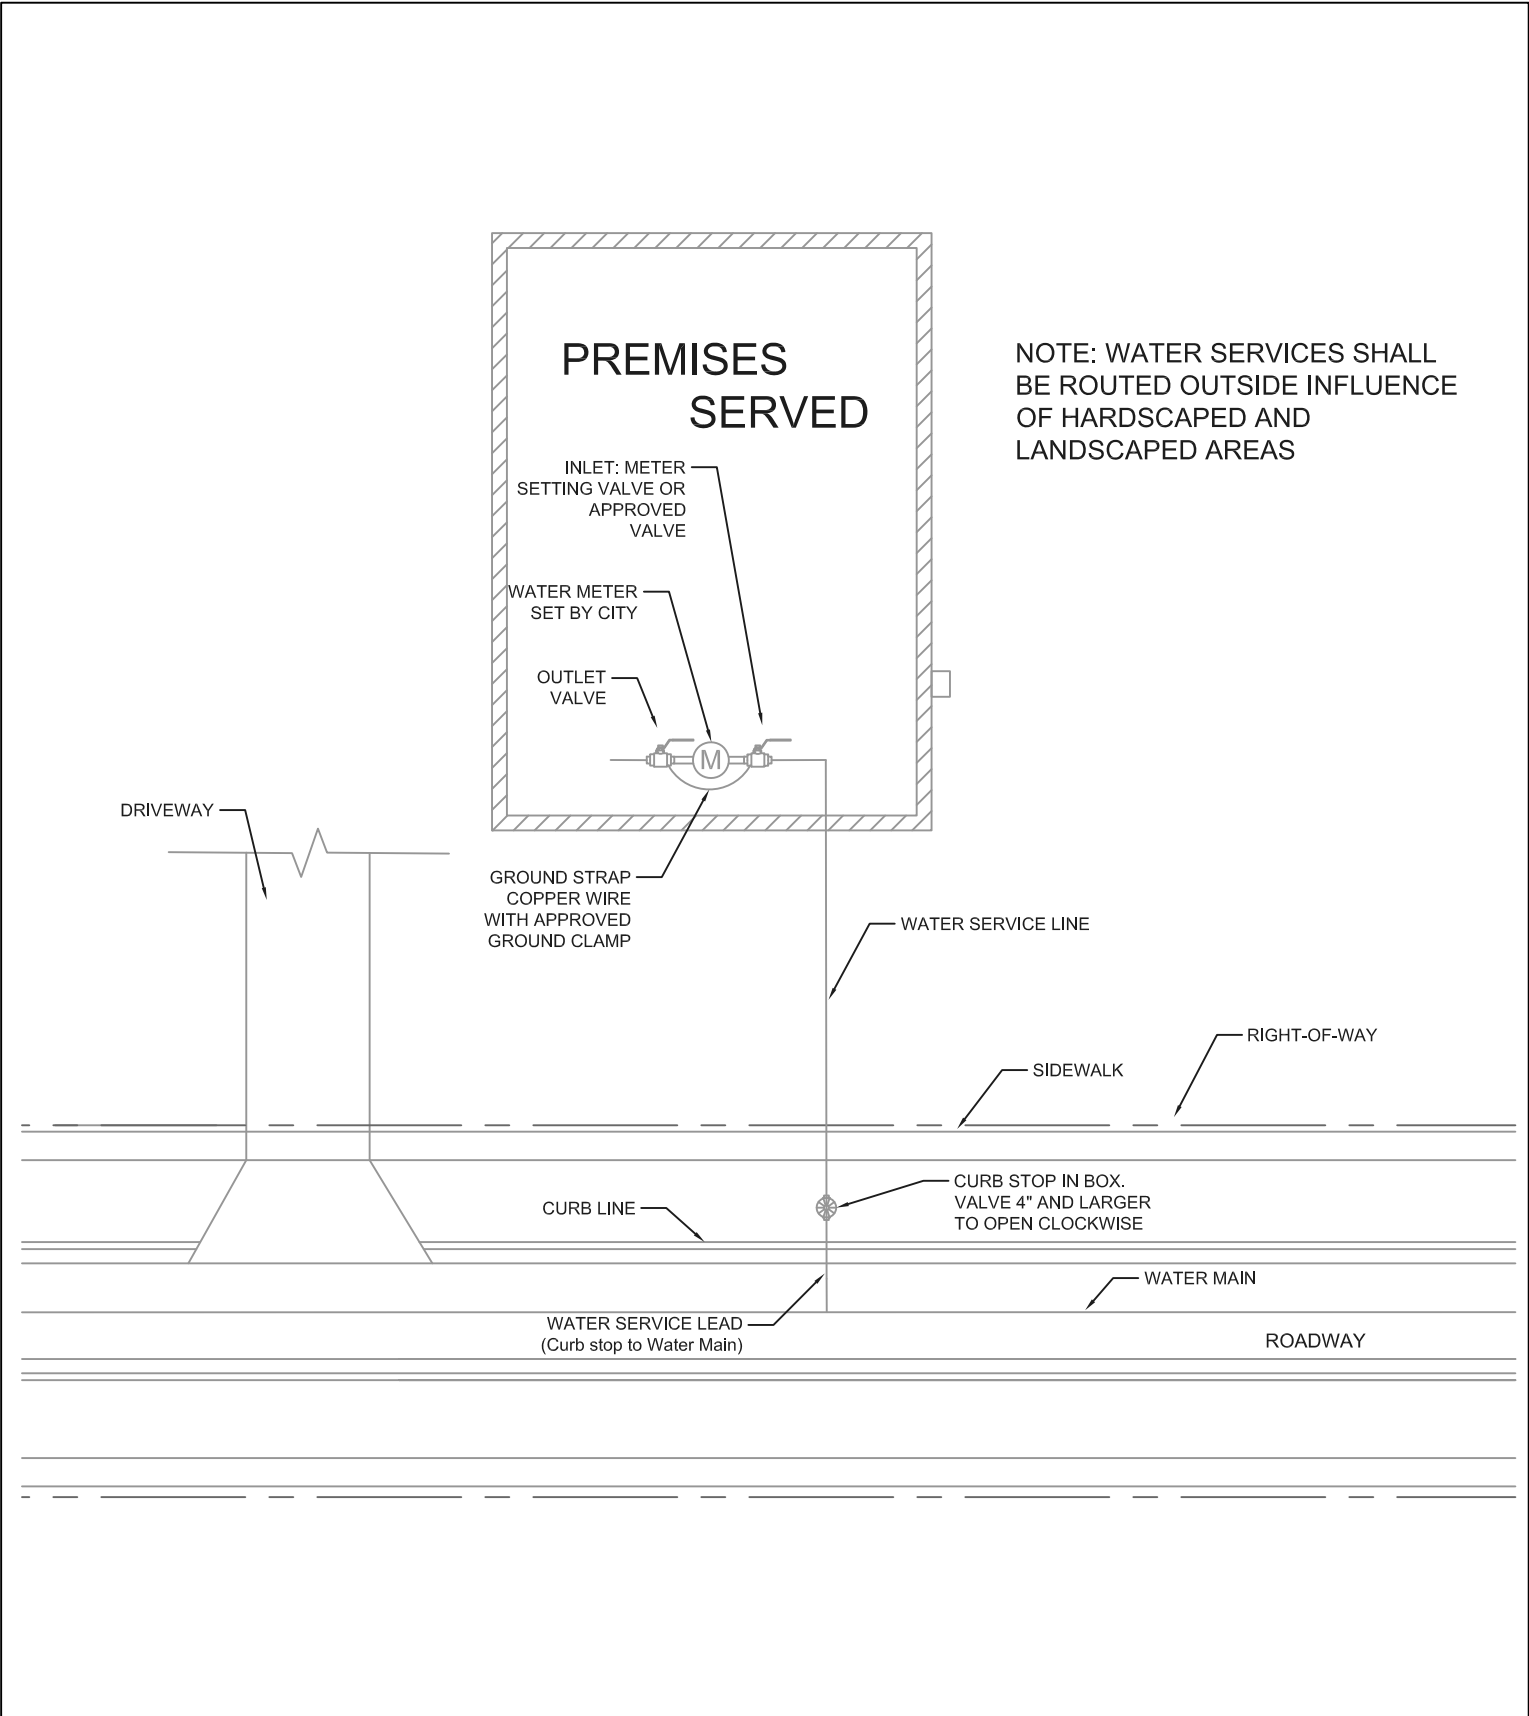 PREMISES
SERVED
NOTE: WATER SERVICES SHALL
BE ROUTED OUTSIDE INFLUENCE
OF HARDSCAPED AND
LANDSCAPED AREAS
INLET: METER
SETTING VALVE OR
APPROVED
VALVE
WATER METER
SET BY CITY
OUTLET
VALVE
M
DRIVEWAY
GROUND STRAP
COPPER WIRE
WITH APPROVED
GROUND CLAMP
WATER SERVICE LINE
RIGHT-OF-WAY
SIDEWALK
CURB STOP IN BOX.
VALVE 4" AND LARGER
TO OPEN CLOCKWISE
CURB LINE
WATER MAIN
WATER SERVICE LEAD
(Curb stop to Water Main)
ROADWAY